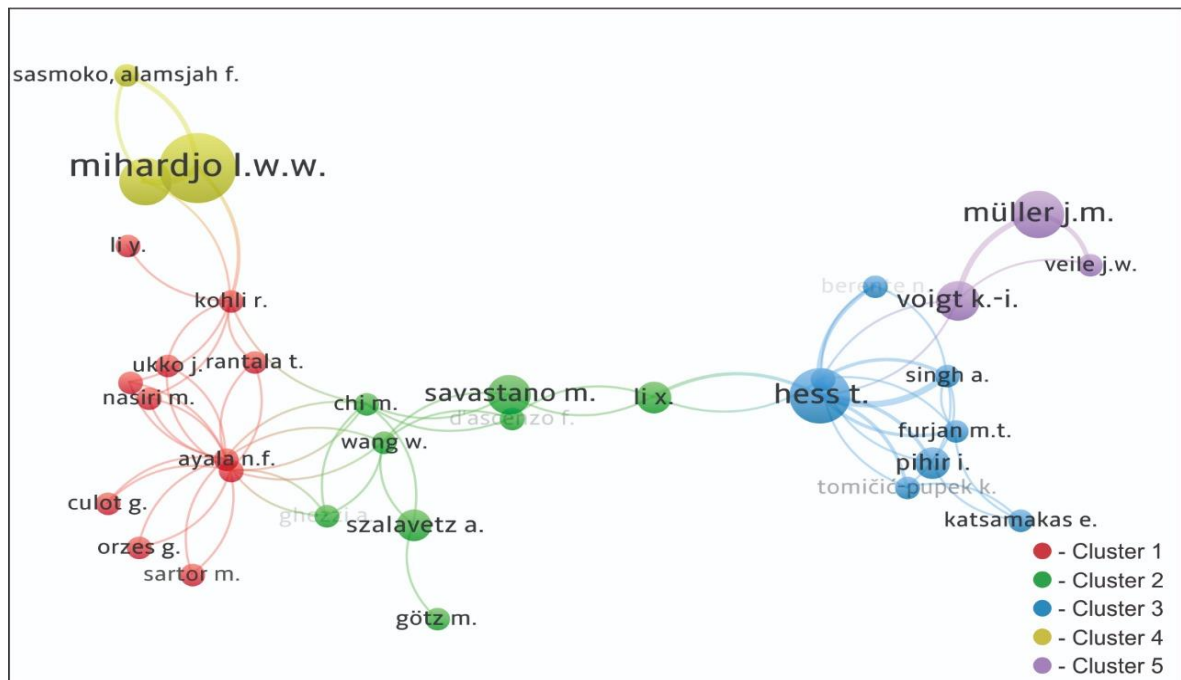 sasmoko, alamsjah f.
mihardjo l.w.w.
müller j.m.
li y.
veile j.w.
berente n.
kohli r.
voigt k.-i.
ukko j.
rantala t.
singh a.
nasiri m.
chi m.
savastano m.
li x.
hess t.
d'ascenzo f.
furjan m.t.
wang w.
ayala n.f.
pihir i.
tomičić-pupek k.
culot g.
ghezzi a.
szalavetz a.
katsamakas e.
orzes g.
sartor m.
götz m.
- Cluster 1
- Cluster 2
- Cluster 3
- Cluster 4
- Cluster 5